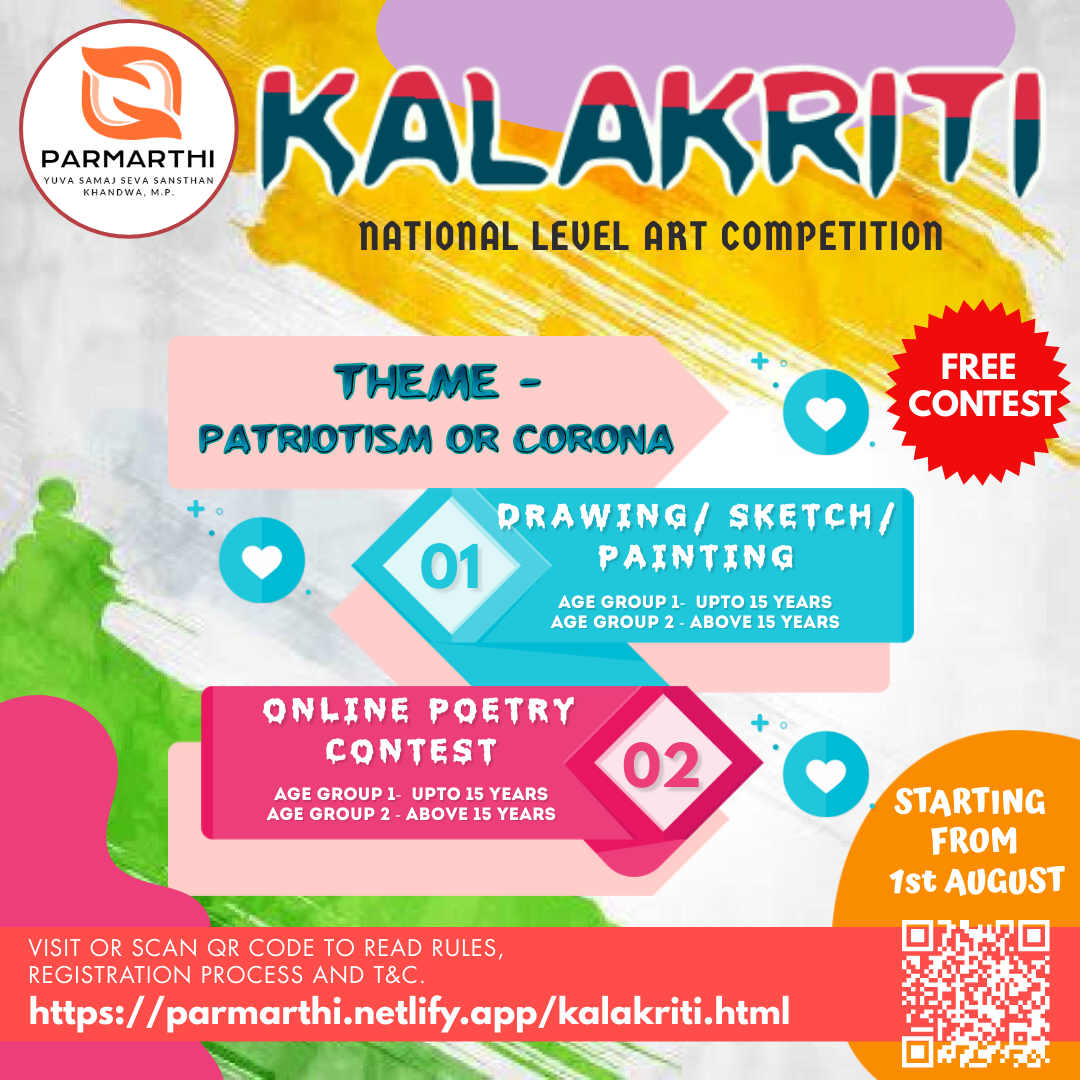 PARMARTHI
YUVA SAMAJ SEVA SANSTHAN
KHANDWA, M.P.
KALAKRITI
NATIONAL LEVEL ART COMPETITION
THEME -
PATRIOTISM OR CORONA
FREE
CONTEST
01
DRAWING/ SKETCH/
PAINTING
AGE GROUP 1- UPTO 15 YEARS
AGE GROUP 2 - ABOVE 15 YEARS
ONLINE POETRY
CONTEST
AGE GROUP 1- UPTO 15 YEARS
AGE GROUP 2 - ABOVE 15 YEARS
02
STARTING
FROM
1st AUGUST
VISIT OR SCAN QR CODE TO READ RULES,
REGISTRATION PROCESS AND T&C.
https://parmarthi.netlify.app/kalakriti.html